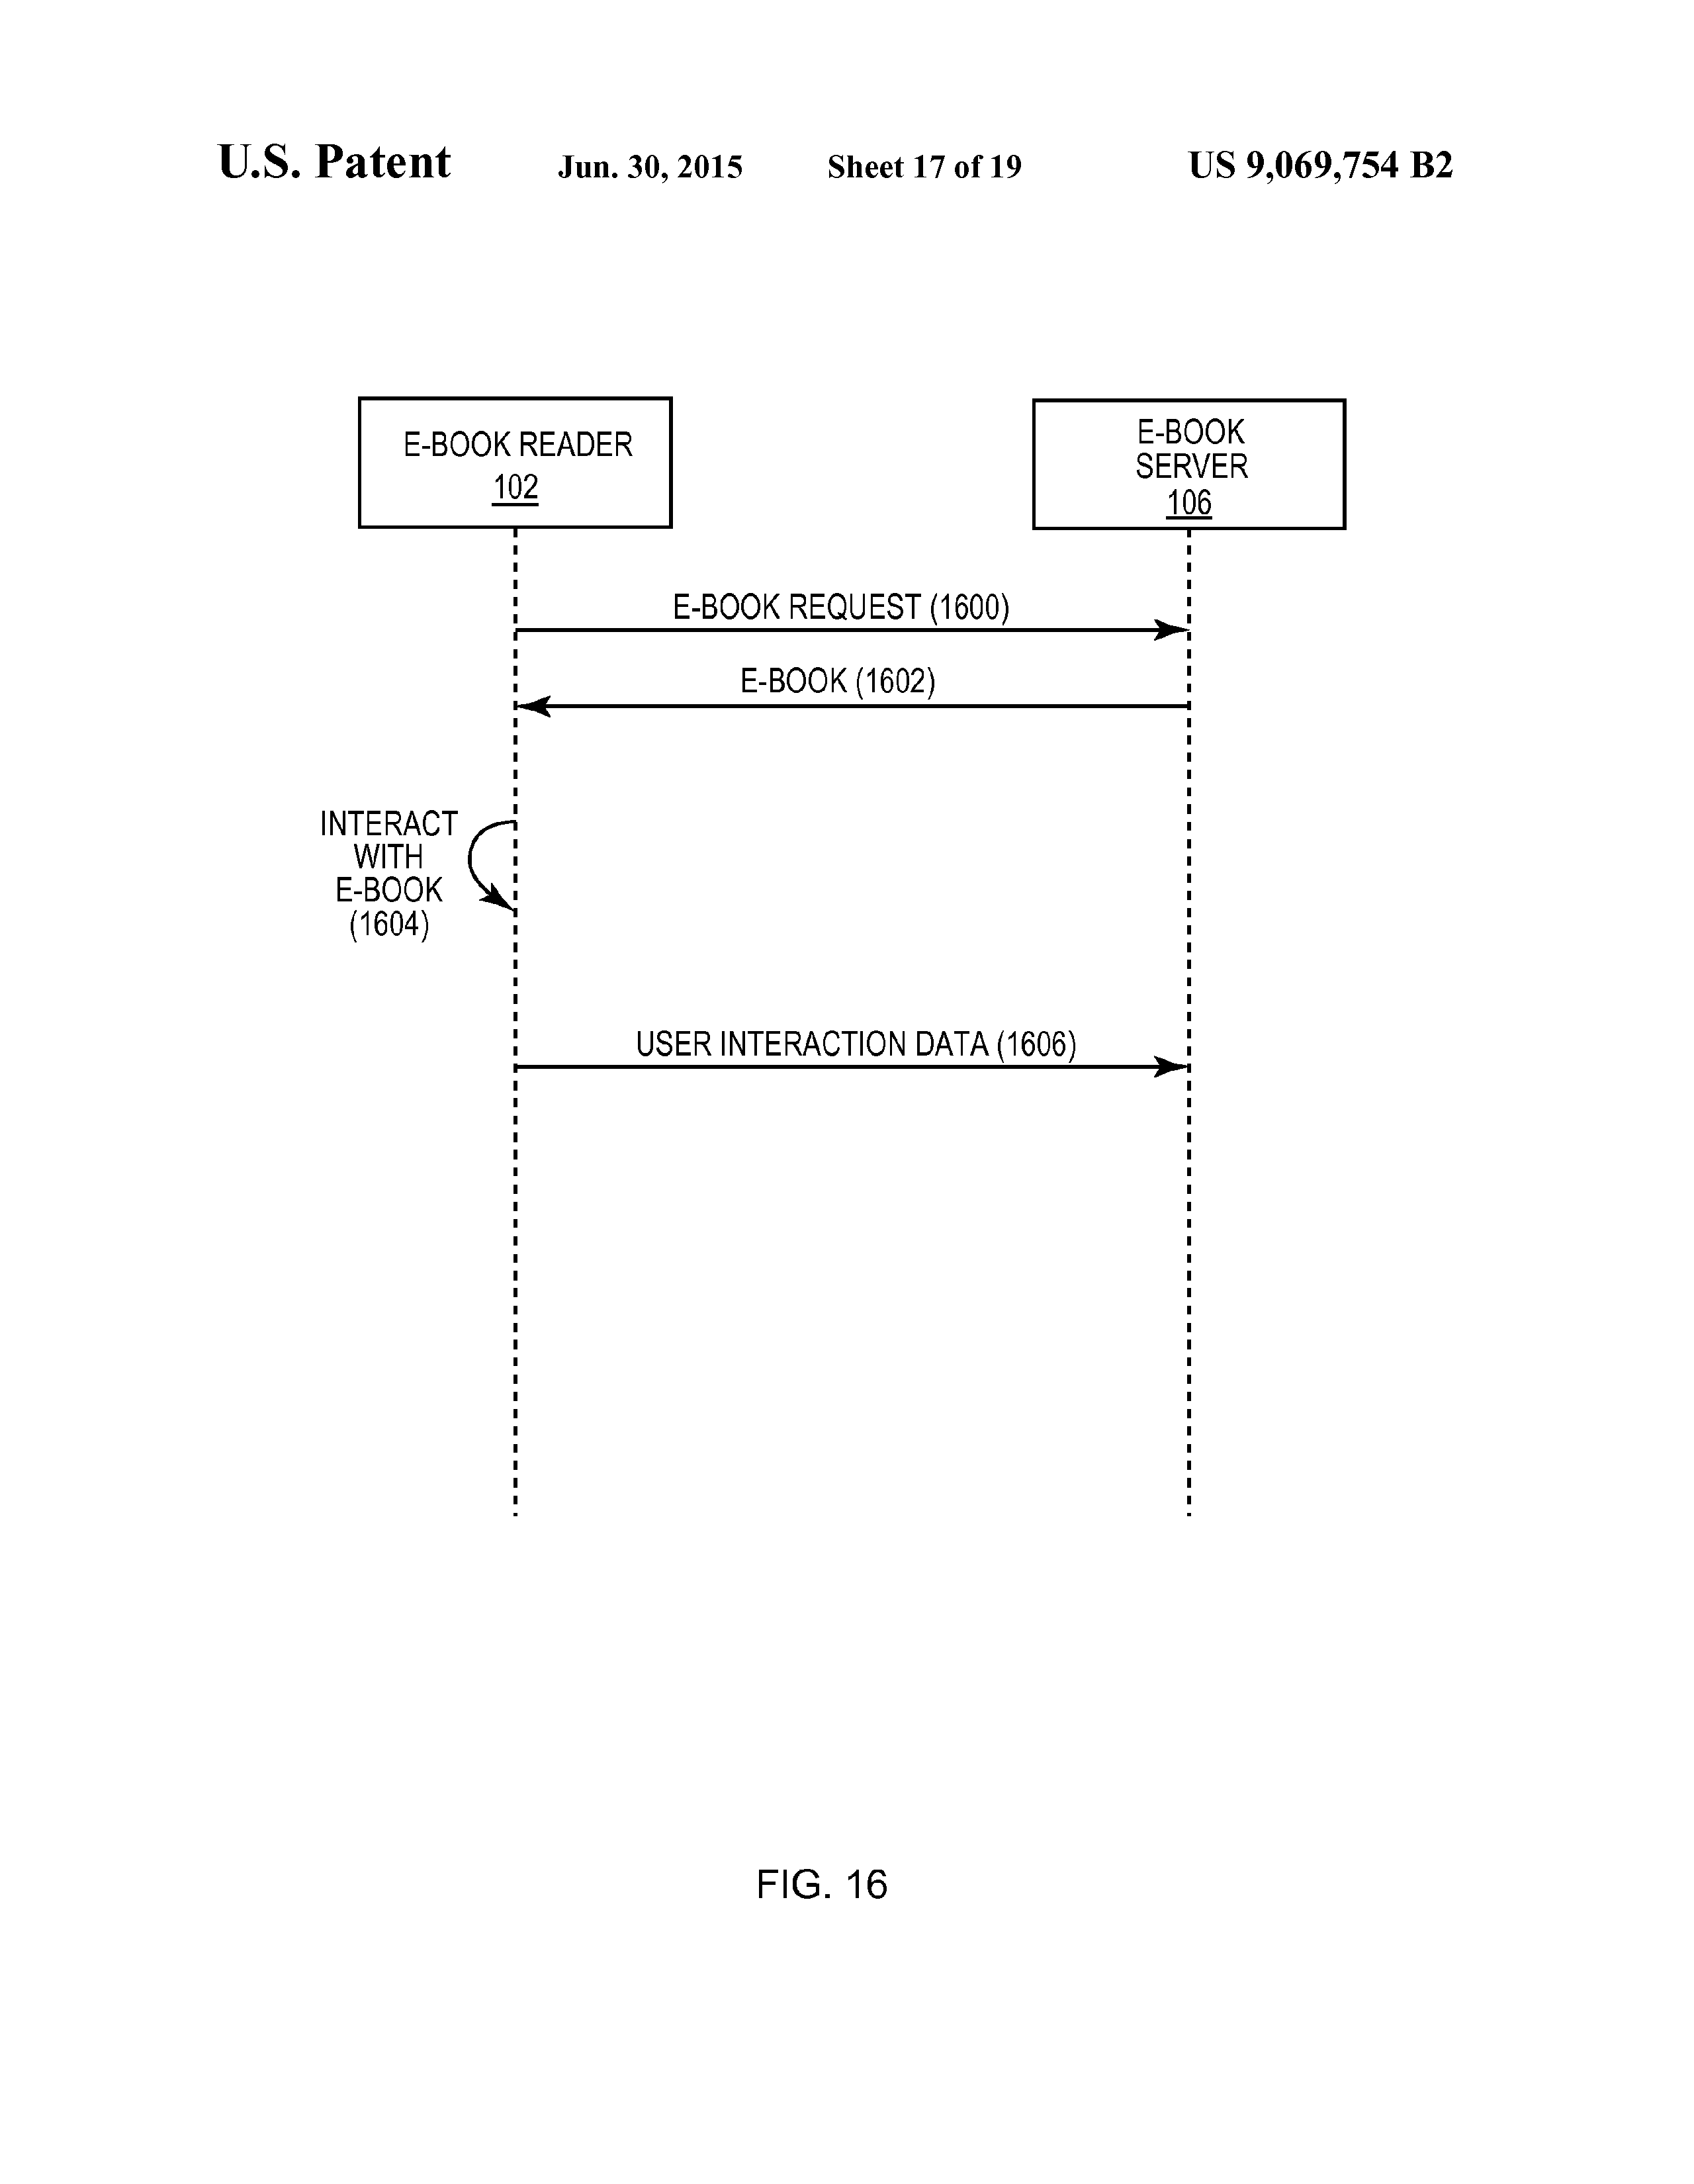 U.S. Patent Jun. 30, 2015 Sheet 17 of 19 US 9,069,754 B2
E-BOOK READER
102
E-BOOK
SERVER
106
E-BOOK REQUEST (1600)
E-BOOK (1602)
INTERACT
WITH
E-BOOK
(1604)
USER INTERACTION DATA (1606)
FIG. 16